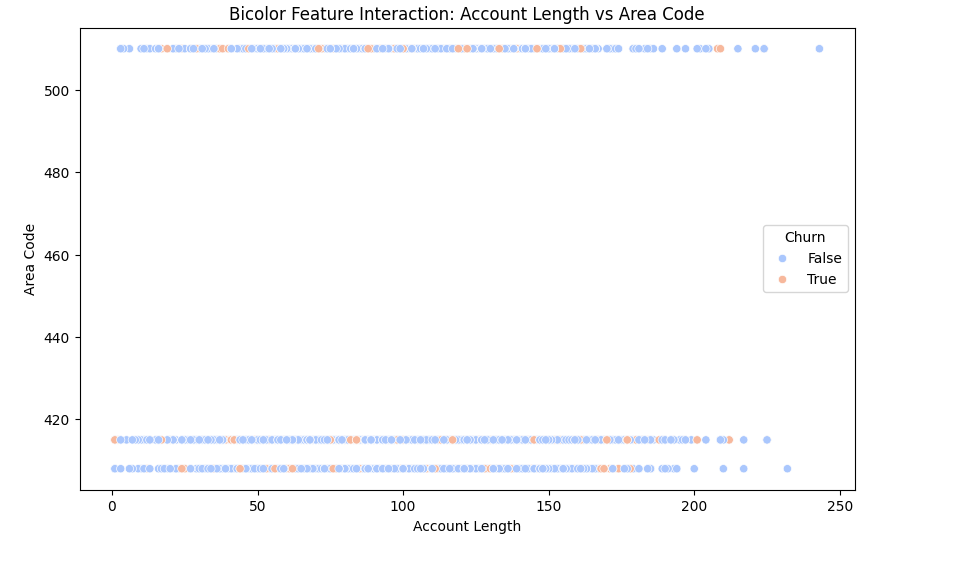 Bicolor Feature Interaction: Account Length vs Area Code
500
480
460
440
420
Area Code
Churn
False
True
0 50 100 150 200 250
Account Length